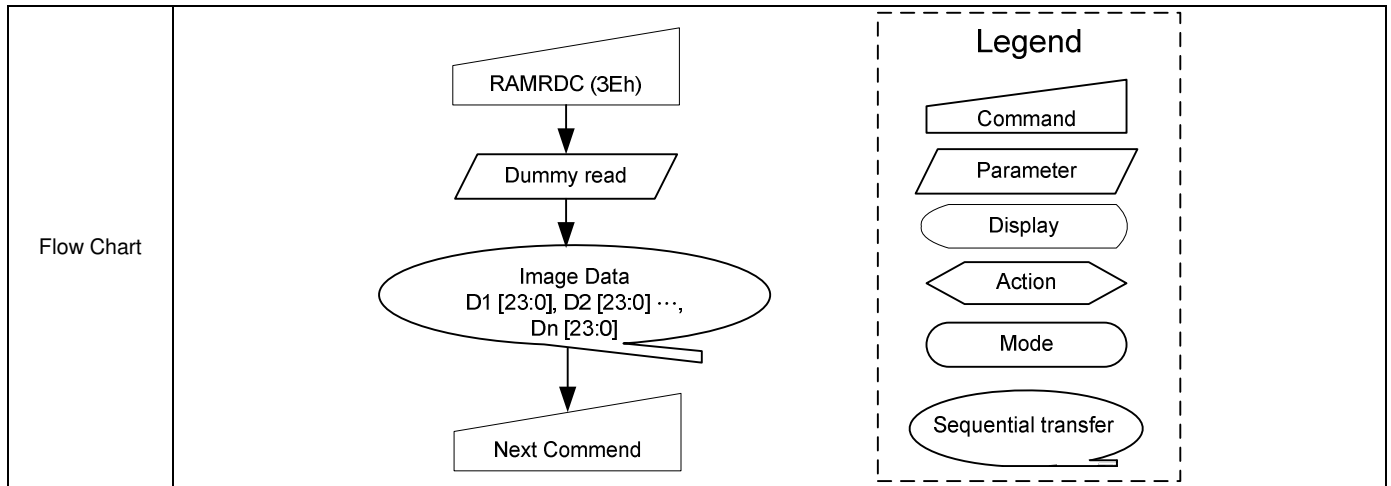 Flow Chart
RAMRDC (3Eh)
Dummy read
Image Data
D1 [23:0], D2 [23:0] ⋯,
Dn [23:0]
Next Commend
Legend
Command
Parameter
Display
Action
Mode
Sequential transfer